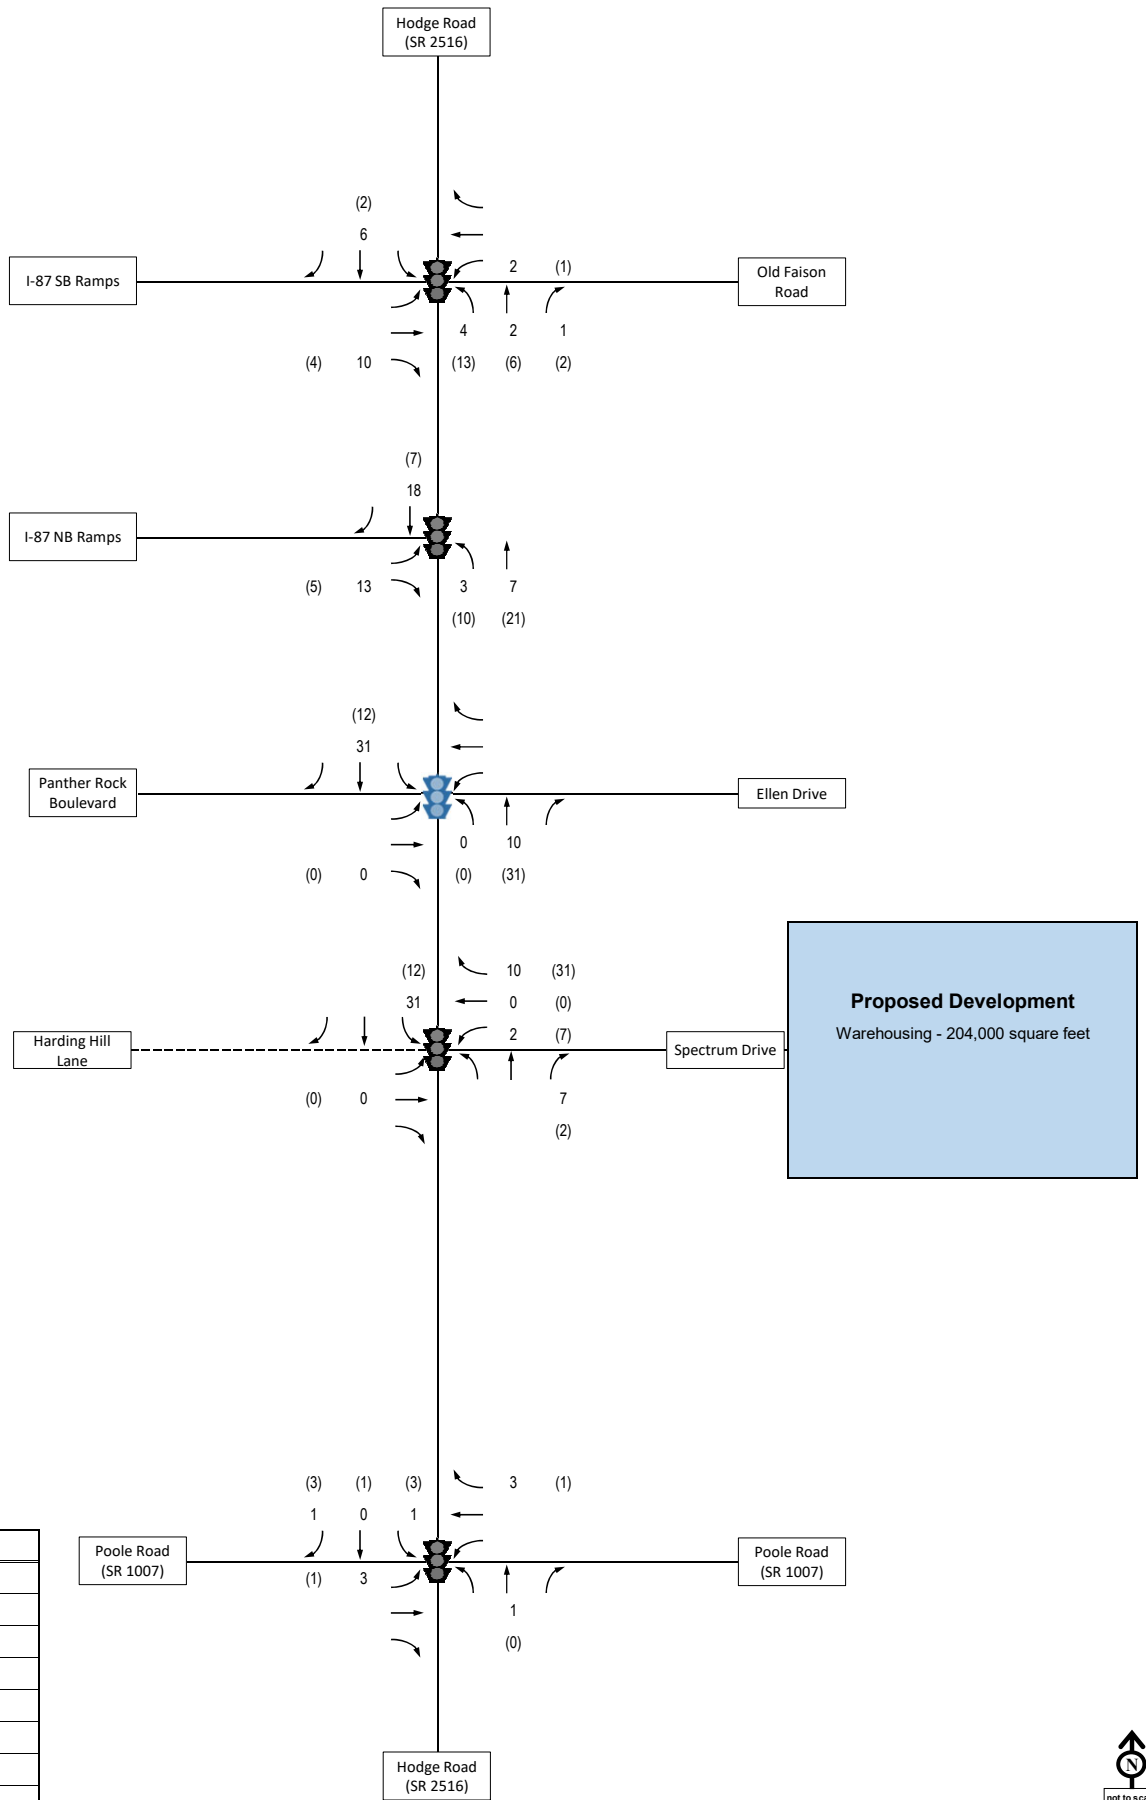 Hodge Road
(SR 2516)
(2)
6
I-87 SB Ramps
2 (1)
Old Faison
Road
4 2 1
(4) 10 (13) (6) (2)
(7)
18
I-87 NB Ramps
(5) 13 3 7
(10) (21)
(12)
31
Panther Rock
Boulevard
Ellen Drive
0 10
(0) 0 (0) (31)
(12) 10 (31)
31 0 (0)
Proposed Development
Warehousing - 204,000 square feet
Harding Hill
Lane
2 (7)
Spectrum Drive
(0) 0 7
(2)
(3) (1) (3) 3 (1)
1 0 1
Poole Road
(SR 1007)
Poole Road
(SR 1007)
(1) 3
1
(0)
Hodge Road
(SR 2516)
N